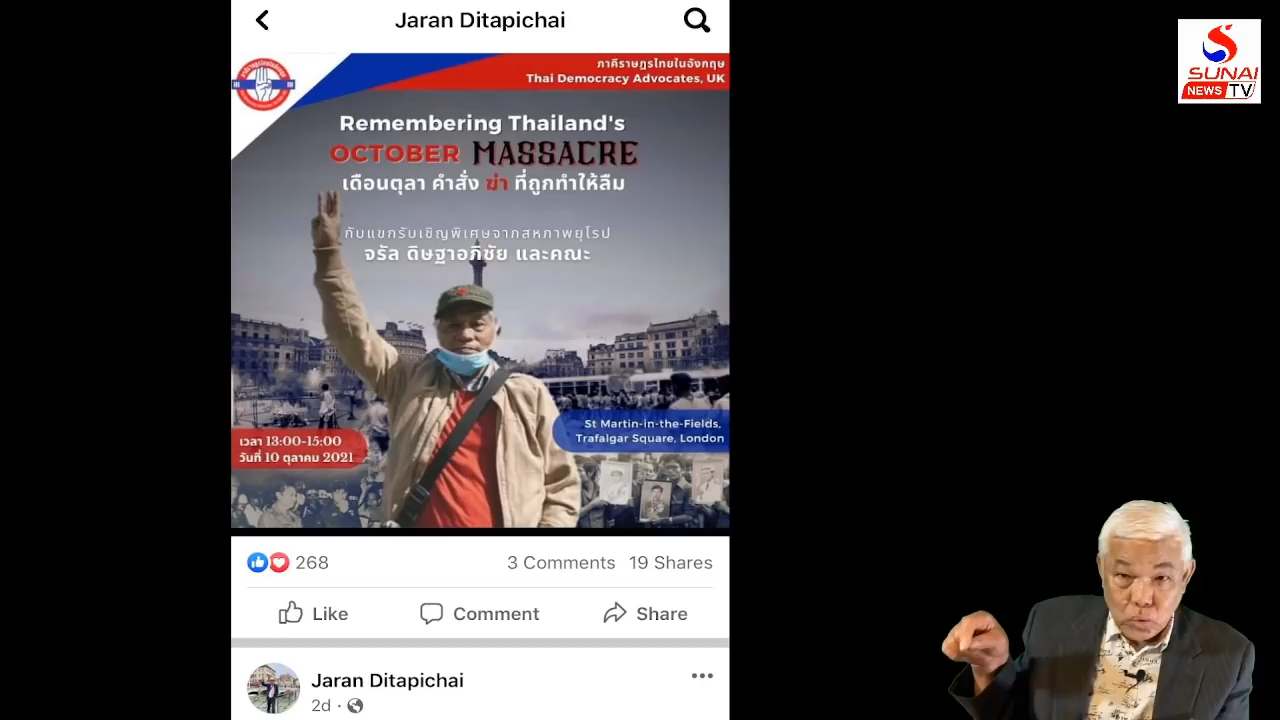 Jaran Ditapichai
SUNAI
NEWS TV
ภาคีราษฎรไทยในอังกฤษ
Thai Democracy Advocates, UK
Remembering Thailand's
OCTOBER MASSACRE
เดือนตุลา คำสั่ง ฆ่า ที่ถูกทำให้ลืม
กับแขกรับเชิญพิเศษจากสหภาพยุโรป
จรัล ดิษฐาอภิชัย และคณะ
St Martin-in-the-Fields,
Trafalgar Square, London
เวลา 13:00-15:00
วันที่ 10 ตุลาคม 2021
268
3 Comments 19 Shares
Like Comment Share
Jaran Ditapichai
2d